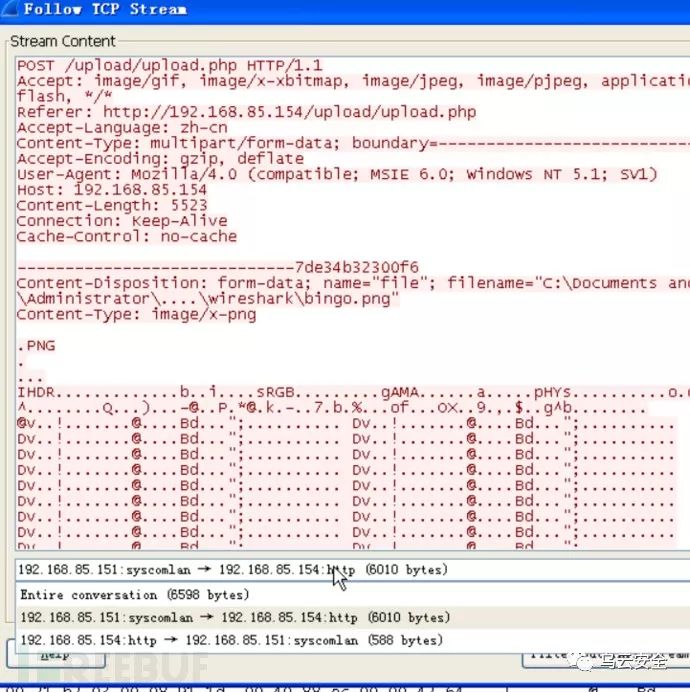 Follow TCP Stream
Stream Content
POST /upload/upload.php HTTP/1.1
Accept: image/gif, image/x-xbitmap, image/jpeg, image/pjpeg,
flash, */*
Referer: http://192.168.85.154/upload/upload.php
Accept-Language: zh-cn
Content-Type: multipart/form-data; boundary=---------------------------
Accept-Encoding: gzip, deflate
User-Agent: Mozilla/4.0 (compatible; MSIE 6.0; Windows NT 5.1; SV1)
Host: 192.168.85.154
Content-Length: 5523
Connection: Keep-Alive
Cache-Control: no-cache
-----------------------------7de34b32300f6
Content-Disposition: form-data; name="file"; filename="C:\Documents and
\Administrator\....\wireshark\bingo.png"
Content-Type: image/x-png
.PNG
.
...
IHDR.............b..i....sRGB.........gAMA......a.....pHYs..........o.
^.........Q...)...-@..P.*@.k.-..7.b.%...of...OX..9.,.$..g^b.........
@v..!.......@....Bd...";........... Dv..!.......@....Bd...";...........
Dv..!.......@....Bd...";........... Dv..!.......@....Bd...";...........
Dv..!.......@....Bd...";........... Dv..!.......@....Bd...";...........
Dv..!.......@....Bd...";........... Dv..!.......@....Bd...";...........
Dv..!.......@....Bd...";........... Dv..!.......@....Bd...";...........
Dv..!.......@....Bd...";........... Dv..!.......@....Bd...";...........
Dv..!.......@....Bd...";........... Dv..!.......@....Bd...";...........
192.168.85.151:syscomlan → 192.168.85.154:http (6010 bytes)
Entire conversation (6598 bytes)
192.168.85.151:syscomlan → 192.168.85.154:http (6010 bytes)
192.168.85.154:http → 192.168.85.151:syscomlan (588 bytes)
Help
REEBUF
乌云安全